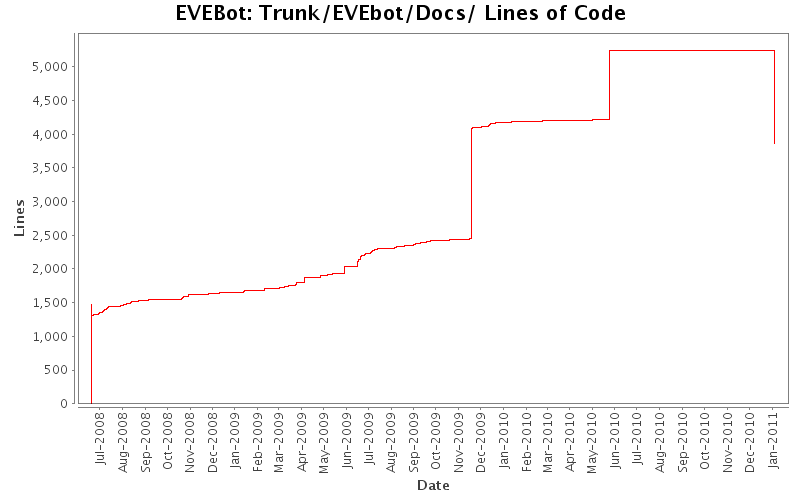 EVEBot: Trunk/EVEbot/Docs/ Lines of Code
Lines
5,000
4,500
4,000
3,500
3,000
2,500
2,000
1,500
1,000
500
0
Jul-2008
Aug-2008
Sep-2008
Oct-2008
Nov-2008
Dec-2008
Jan-2009
Feb-2009
Mar-2009
Apr-2009
May-2009
Jun-2009
Jul-2009
Aug-2009
Sep-2009
Oct-2009
Nov-2009
Dec-2009
Jan-2010
Feb-2010
Mar-2010
Apr-2010
May-2010
Jun-2010
Jul-2010
Aug-2010
Sep-2010
Oct-2010
Nov-2010
Dec-2010
Jan-2011
Date